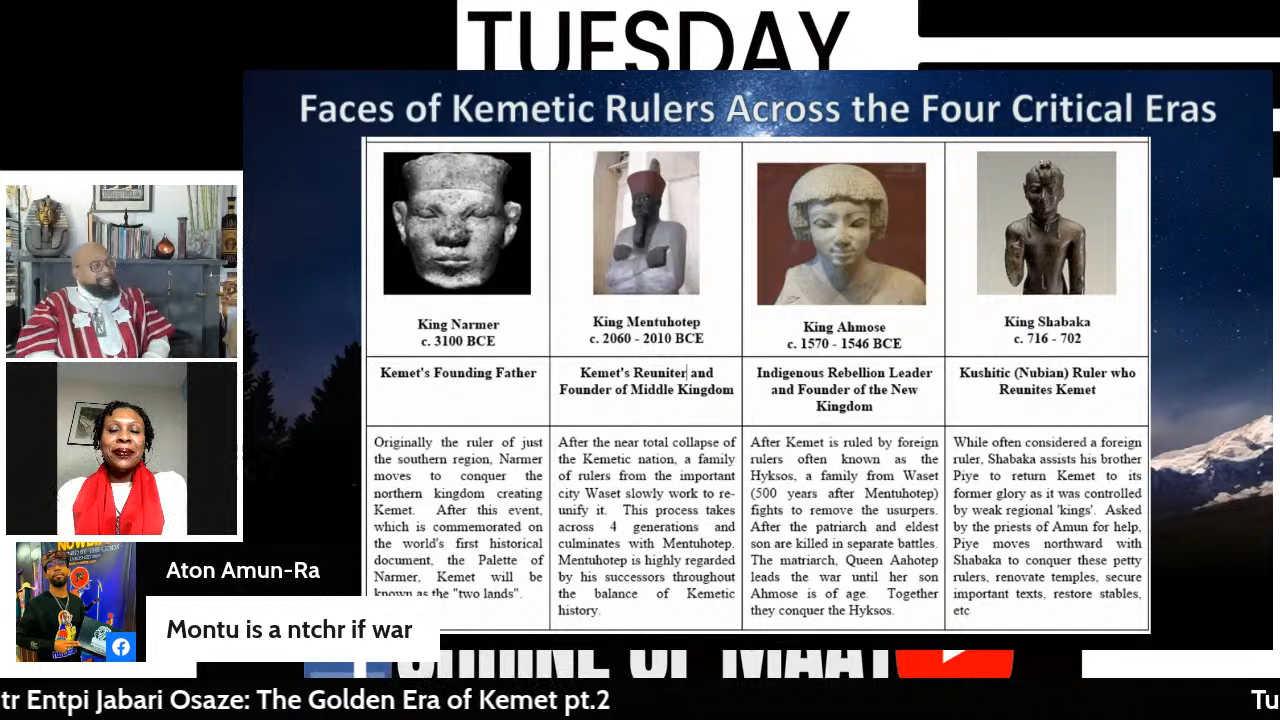 TUESDAY
Faces of Kemetic Rulers Across the Four Critical Eras
King Narmer
c. 3100 BCE
Kemet's Founding Father
Originally the ruler of just
the southern region, Narmer
moves to conquer the
northern kingdom creating
Kemet. After this event,
which is commemorated on
the world's first historical
document, the Palette of
Narmer, Kemet will be
known as the "two lands".
King Mentuhotep
c. 2060 - 2010 BCE
Kemet's Reuniter and
Founder of Middle Kingdom
After the near total collapse of
the Kemetic nation, a family
of rulers from the important
city Waset slowly work to re-
unify it. This process takes
across 4 generations and
culminates with Mentuhotep.
Mentuhotep is highly regarded
by his successors throughout
the balance of Kemetic
history.
King Ahmose
c. 1570 - 1546 BCE
Indigenous Rebellion Leader
and Founder of the New
Kingdom
After Kemet is ruled by foreign
rulers often known as the
Hyksos, a family from Waset
(500 years after Mentuhotep)
fights to remove the usurpers.
After the patriarch and eldest
son are killed in separate battles.
The matriarch, Queen Aahotep
leads the war until her son
Ahmose is of age. Together
they conquer the Hyksos.
King Shabaka
c. 716 - 702
Kushitic (Nubian) Ruler who
Reunites Kemet
While often considered a foreign
ruler, Shabaka assists his brother
Piye to return Kemet to its
former glory as it was controlled
by weak regional 'kings'. Asked
by the priests of Amun for help,
Piye moves northward with
Shabaka to conquer these petty
rulers, renovate temples, secure
important texts, restore stables,
etc
Aton Amun-Ra
Montu is a ntchr if war
SHRINE OF MAAT
tr Entpi Jabari Osaze: The Golden Era of Kemet pt.2
Tu